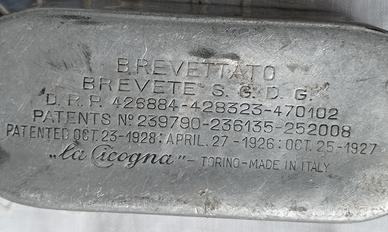 BREVETTATO
BREVETE S. G. D. G.
D. R. P. 426884-428323-470102
PATENTS Nº 239790-236135-252008
PATENTED OCT. 23-1928: APRIL. 27-1926: OCT. 25-1927
„la Cicogna"- TORINO-MADE IN ITALY